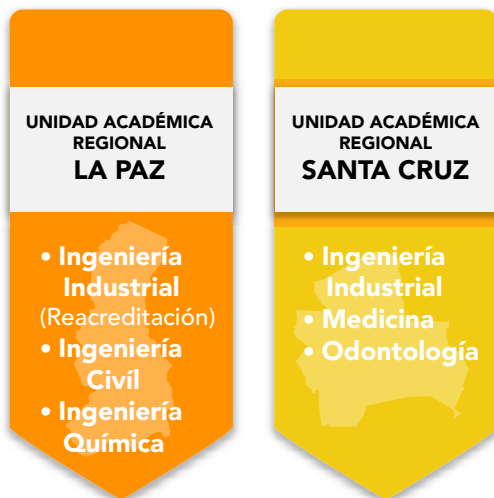 UNIDAD ACADÉMICA
REGIONAL
LA PAZ
• Ingeniería
Industrial
(Reacreditación)
• Ingeniería
Civíl
• Ingeniería
Química
UNIDAD ACADÉMICA
REGIONAL
SANTA CRUZ
• Ingeniería
Industrial
• Medicina
• Odontología